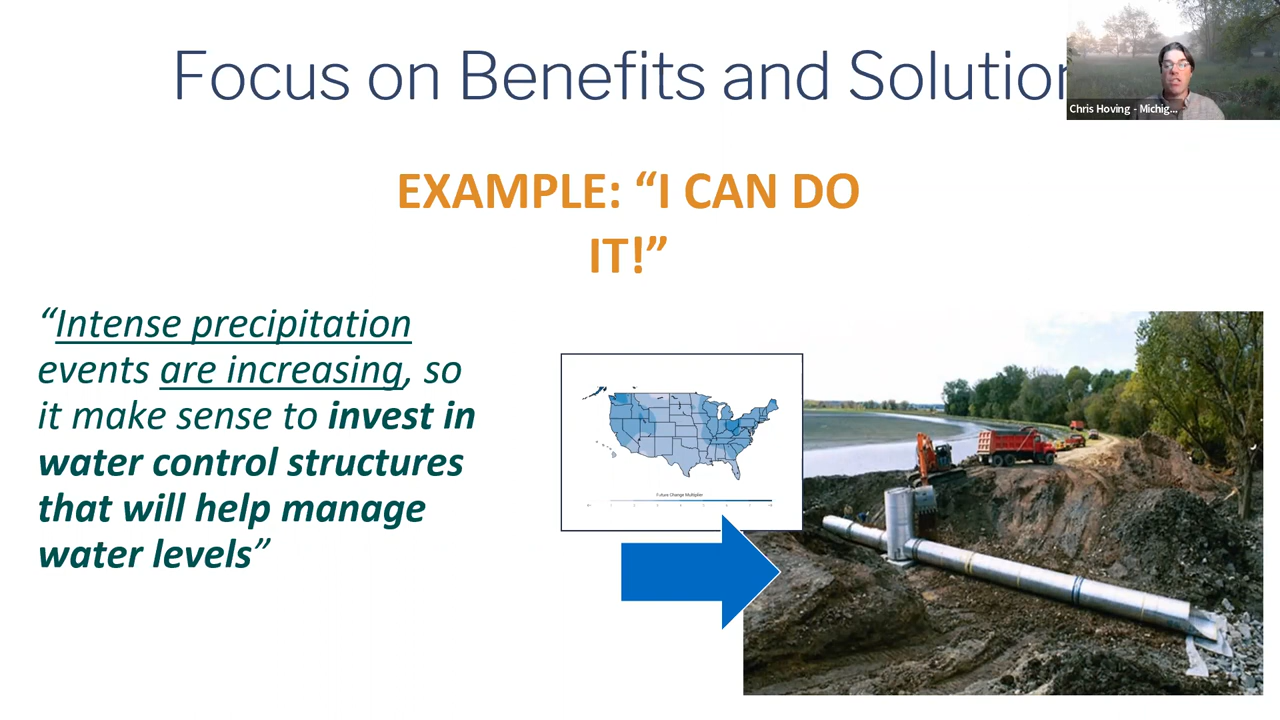 Focus on Benefits and Solution
Chris Hoving - Michig...
EXAMPLE: “I CAN DO
IT!”
“Intense precipitation
events are increasing, so
it make sense to invest in
water control structures
that will help manage
water levels”
Future Change Multiplier